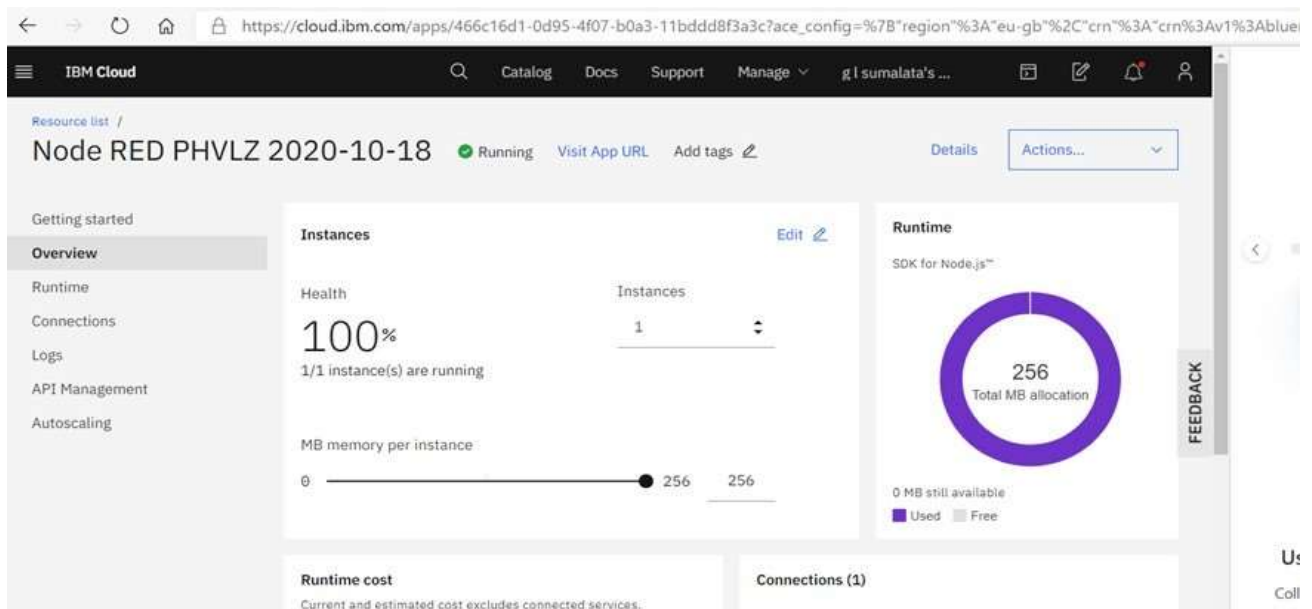 https://cloud.ibm.com/apps/466c16d1-0d95-4f07-b0a3-11bddd8f3a3c?ace_config=%7B"region"%3A"eu-gb"%2C"crn"%3A"crn%3Av1%3Abluem
IBM Cloud Catalog Docs Support Manage g l sumalata's ...
Resource list /
Node RED PHVLZ 2020-10-18 Running Visit App URL Add tags Details Actions...
Getting started
Overview
Runtime
Connections
Logs
API Management
Autoscaling
Instances Edit
Health
100%
1/1 instance(s) are running
Instances
1
MB memory per instance
0 256 256
Runtime
SDK for Node.js™
256
Total MB allocation
0 MB still available
Used Free
FEEDBACK
Runtime cost
Current and estimated cost excludes connected services.
Connections (1)
Us
Coll